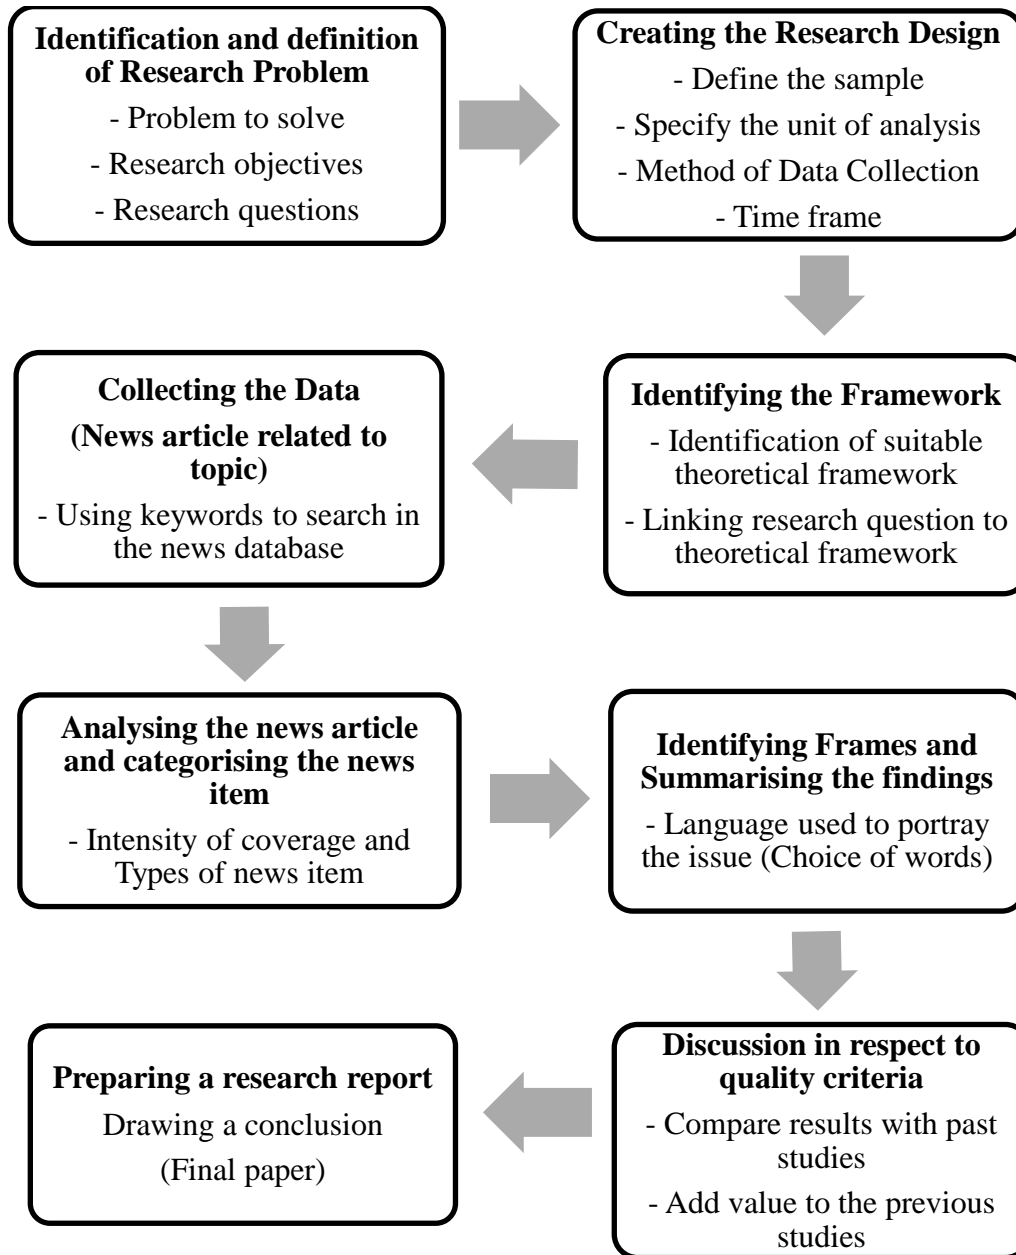 Identification and definition
of Research Problem
- Problem to solve
- Research objectives
- Research questions
Creating the Research Design
- Define the sample
- Specify the unit of analysis
- Method of Data Collection
- Time frame
Identifying the Framework
- Identification of suitable
theoretical framework
- Linking research question to
theoretical framework
Collecting the Data
(News article related to
topic)
- Using keywords to search in
the news database
Analysing the news article
and categorising the news
item
- Intensity of coverage and
Types of news item
Identifying Frames and
Summarising the findings
- Language used to portray
the issue (Choice of words)
Discussion in respect to
quality criteria
- Compare results with past
studies
- Add value to the previous
studies
Preparing a research report
Drawing a conclusion
(Final paper)